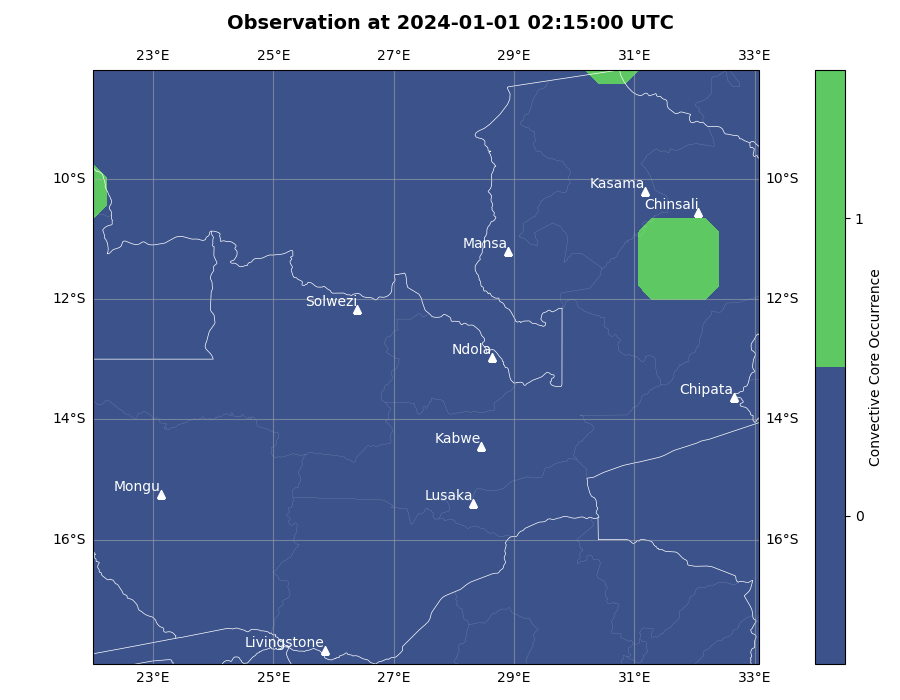 Observation at 2024-01-01 02:15:00 UTC
23°E 25°E 27°E 29°E 31°E 33°E
10°S 10°S
Kasama
Chinsali
1
Mansa
12°S 12°S
Solwezi
Ndola
Chipata
14°S 14°S
Kabwe
Mongu
Lusaka
0
16°S 16°S
Livingstone
23°E 25°E 27°E 29°E 31°E 33°E
Convective Core Occurrence